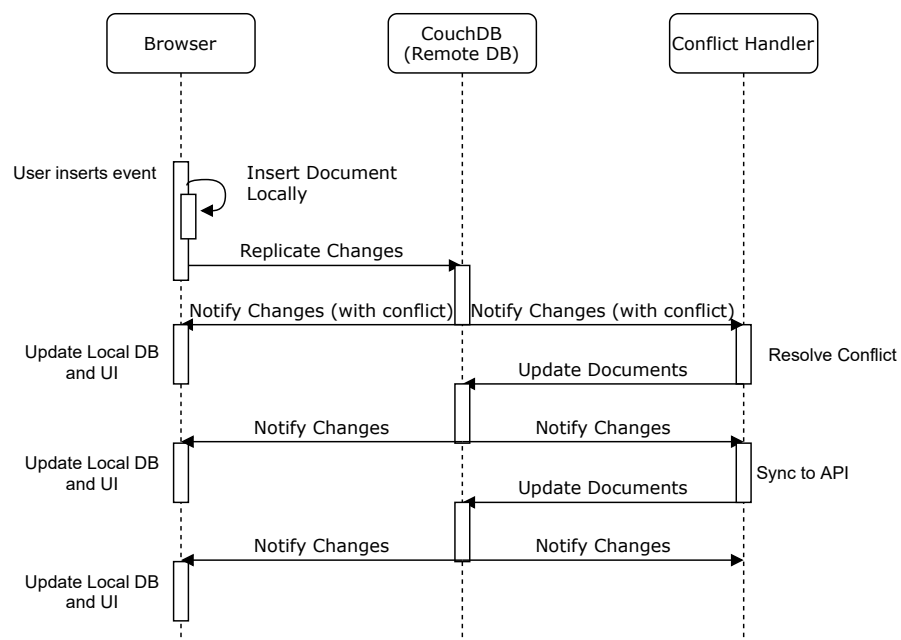 Browser
CouchDB
(Remote DB)
Conflict Handler
User inserts event
Insert Document
Locally
Replicate Changes
Notify Changes (with conflict)
Notify Changes (with conflict)
Update Local DB
and UI
Resolve Conflict
Update Documents
Notify Changes
Notify Changes
Update Local DB
and UI
Sync to API
Update Documents
Notify Changes
Notify Changes
Update Local DB
and UI